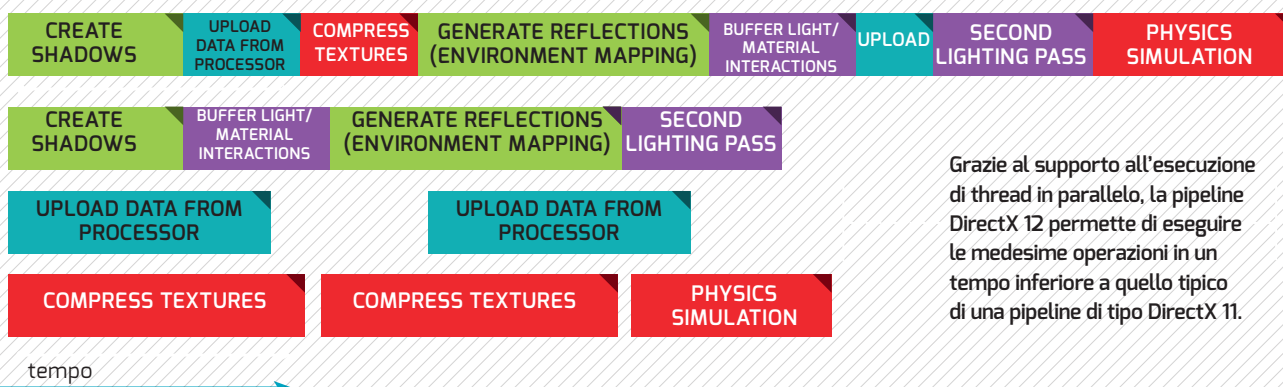 CREATE
SHADOWS
UPLOAD
DATA FROM
PROCESSOR
COMPRESS
TEXTURES
GENERATE REFLECTIONS
(ENVIRONMENT MAPPING)
BUFFER LIGHT/
MATERIAL
INTERACTIONS
UPLOAD
SECOND
LIGHTING PASS
PHYSICS
SIMULATION
CREATE
SHADOWS
BUFFER LIGHT/
MATERIAL
INTERACTIONS
GENERATE REFLECTIONS
(ENVIRONMENT MAPPING)
SECOND
LIGHTING PASS
UPLOAD DATA FROM
PROCESSOR
UPLOAD DATA FROM
PROCESSOR
COMPRESS TEXTURES
COMPRESS TEXTURES
PHYSICS
SIMULATION
Grazie al supporto all'esecuzione
di thread in parallelo, la pipeline
DirectX 12 permette di eseguire
le medesime operazioni in un
tempo inferiore a quello tipico
di una pipeline di tipo DirectX 11.
tempo